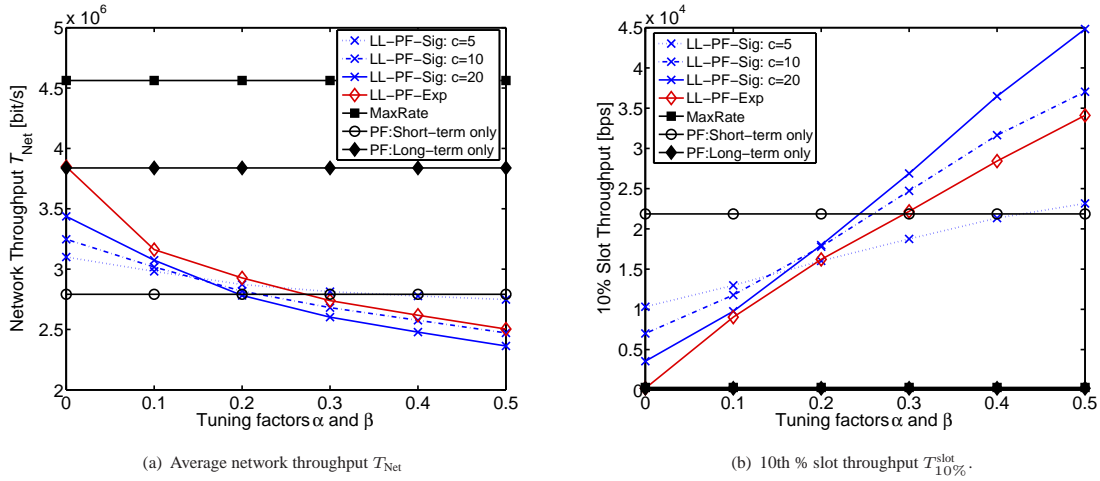 x 10^6
5
4.5
4
3.5
3
2.5
2
Network Throughput T_Net [bit/s]
LL−PF−Sig: c=5
LL−PF−Sig: c=10
LL−PF−Sig: c=20
LL−PF−Exp
MaxRate
PF:Short−term only
PF:Long−term only
0 0.1 0.2 0.3 0.4 0.5
Tuning factors α and β
(a) Average network throughput T_Net
x 10^4
4.5
4
3.5
3
2.5
2
1.5
1
0.5
0
10% Slot Throughput [bps]
LL−PF−Sig: c=5
LL−PF−Sig: c=10
LL−PF−Sig: c=20
LL−PF−Exp
MaxRate
PF:Short−term only
PF:Long−term only
0 0.1 0.2 0.3 0.4 0.5
Tuning factors α and β
(b) 10th % slot throughput T^slot_10%.